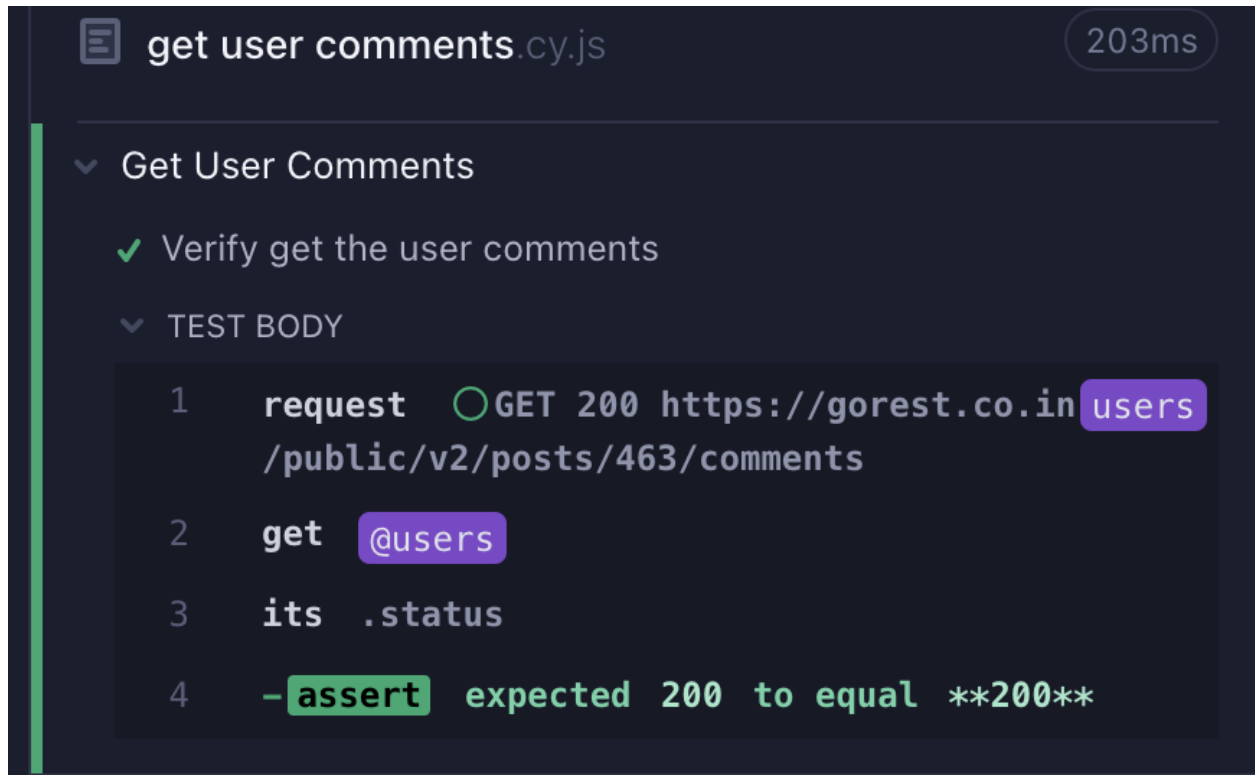 get user comments.cy.js 203ms
Get User Comments
Verify get the user comments
TEST BODY
1 request GET 200 https://gorest.co.in users
/public/v2/posts/463/comments
2 get @users
3 its .status
4 -assert expected 200 to equal **200**